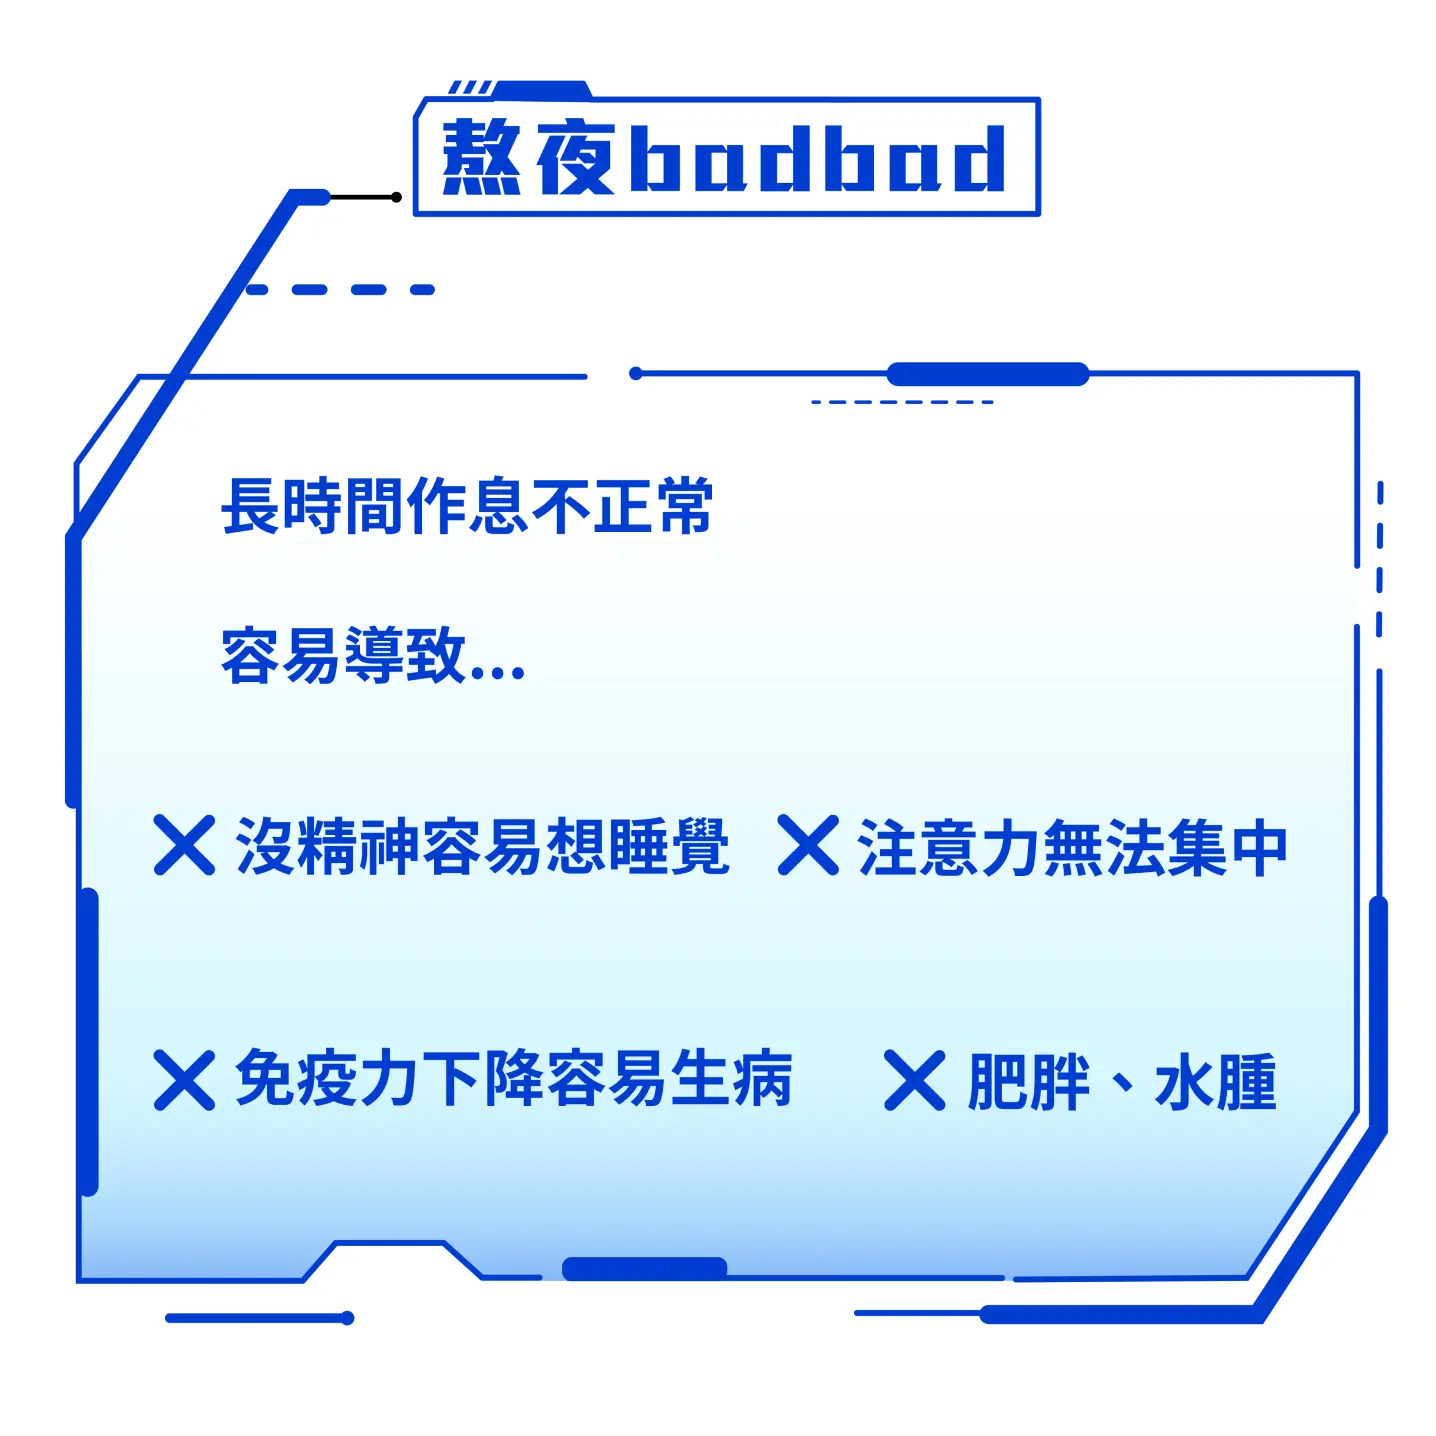 熬夜badbad
長時間作息不正常
容易導致...
沒精神容易想睡覺
注意力無法集中
免疫力下降容易生病
肥胖、水腫